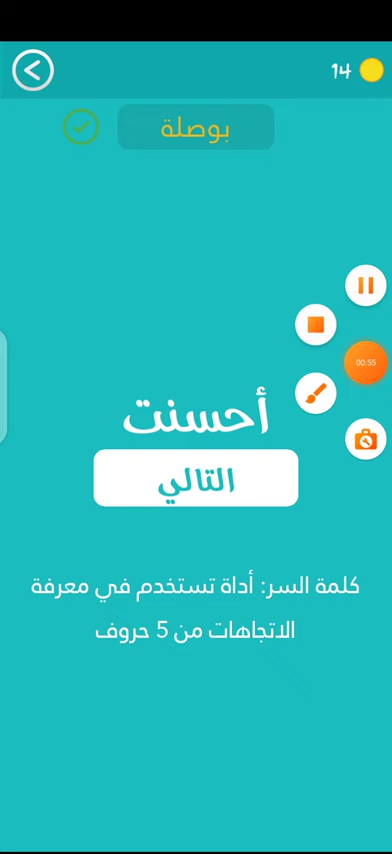 14
بوصلة
00:55
أحسنت
التالي
كلمة السر: أداة تستخدم في معرفة
الاتجاهات من 5 حروف